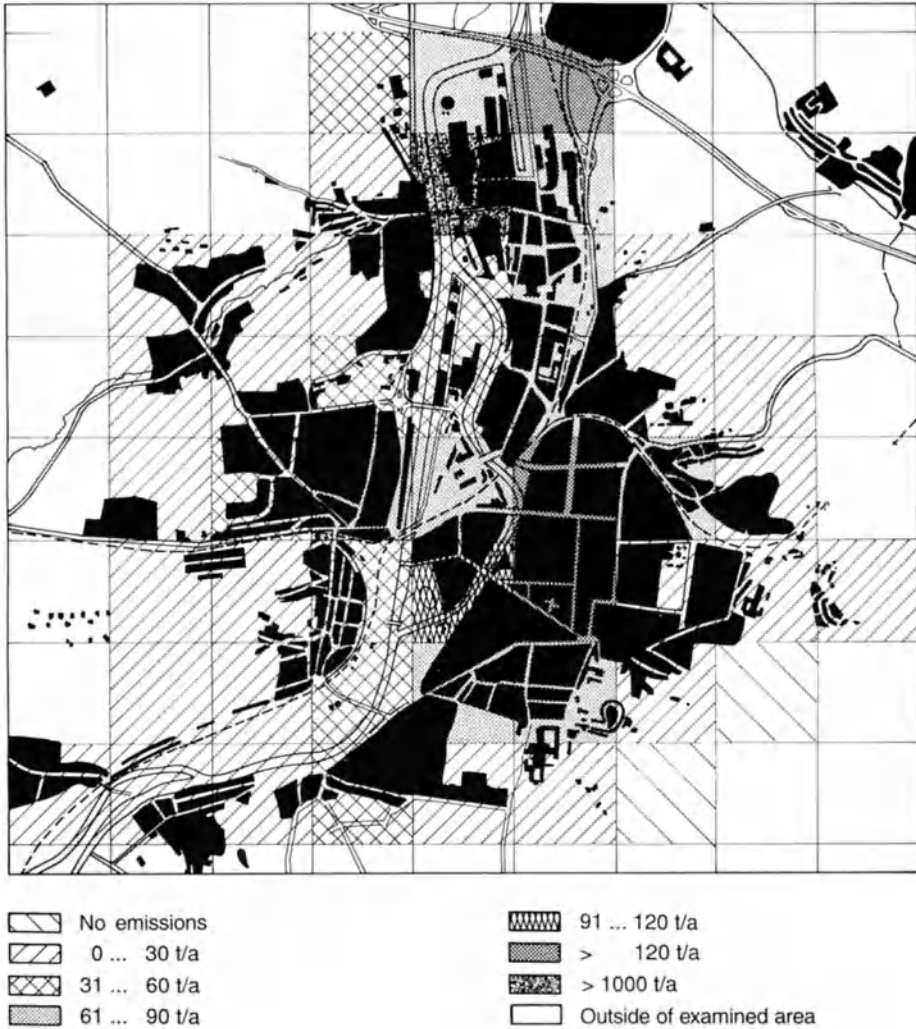 No emissions
0 ... 30 t/a
31 ... 60 t/a
61 ... 90 t/a
91 ... 120 t/a
> 120 t/a
> 1000 t/a
Outside of examined area